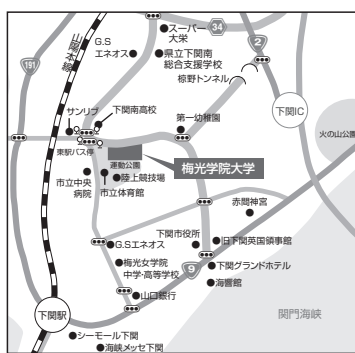 スーパー
大栄
34
G.S
エネオス
県立下関南
総合支援学校
2
191
山陽本線
椋野トンネル
下関IC
下関南高校
サンリブ
第一幼稚園
火の山公園
東駅バス停
運動公園
梅光学院大学
市立中央
病院
陸上競技場
市立体育館
赤間神宮
下関市役所
G.S エネオス
旧下関英国領事館
9
梅光女学院
中学・高等学校
下関グランドホテル
海響館
山口銀行
関門海峡
下関駅
シーモール下関
海峡メッセ下関